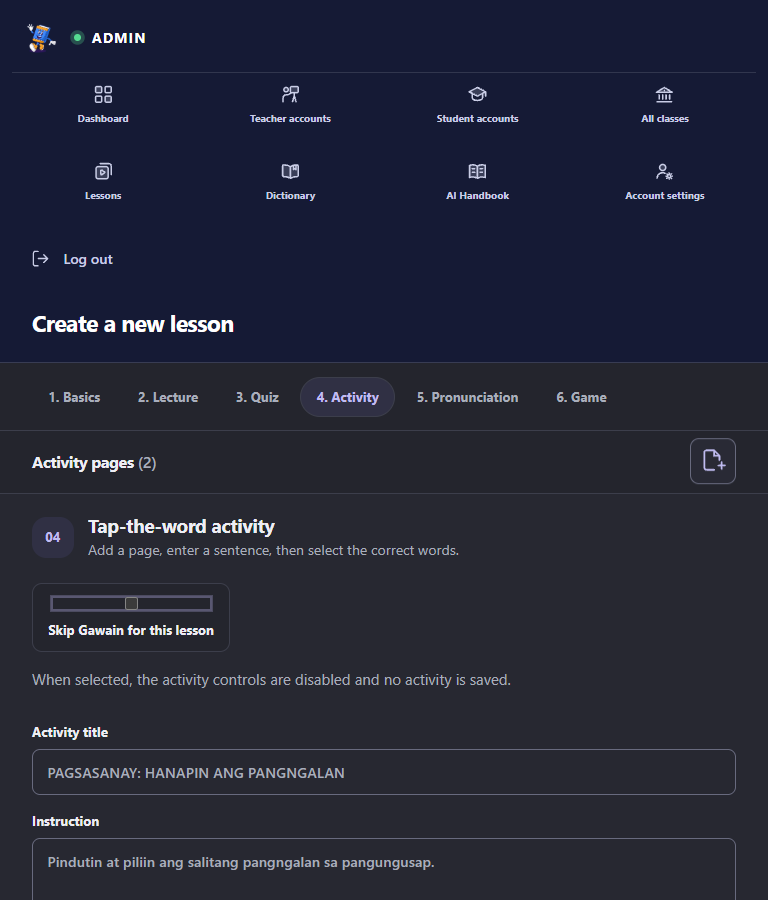 ADMIN
Dashboard
Teacher accounts
Student accounts
All classes
Lessons
Dictionary
AI Handbook
Account settings
Log out
Create a new lesson
1. Basics
2. Lecture
3. Quiz
4. Activity
5. Pronunciation
6. Game
Activity pages (2)
04
Tap-the-word activity
Add a page, enter a sentence, then select the correct words.
Skip Gawain for this lesson
When selected, the activity controls are disabled and no activity is saved.
Activity title
PAGSASANAY: HANAPIN ANG PANGNGALAN
Instruction
Pindutin at piliin ang salitang pangngalan sa pangungusap.